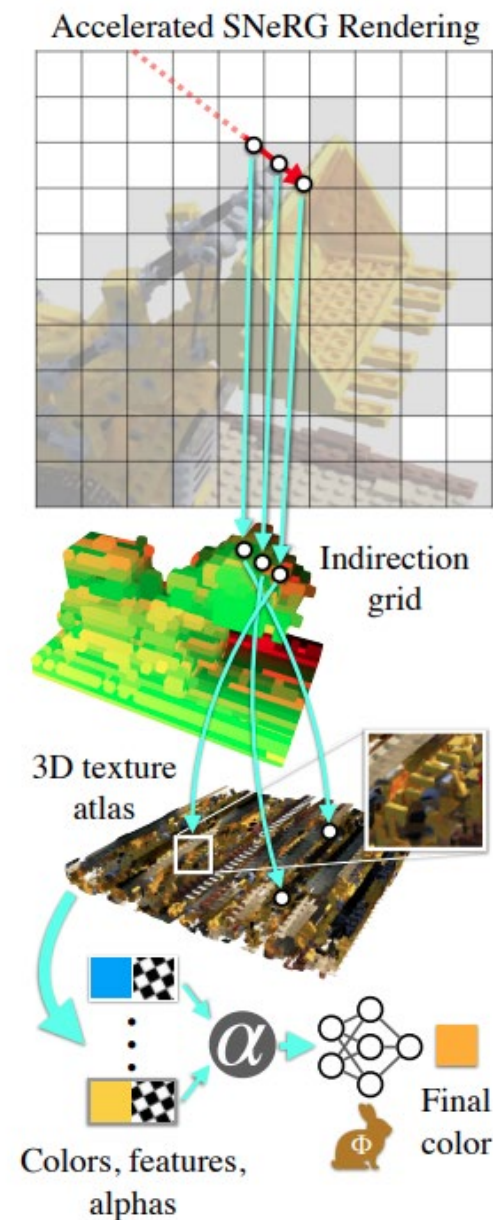 Accelerated SNeRG Rendering
Indirection
grid
3D texture
atlas
α
Φ
Final
color
Colors, features,
alphas